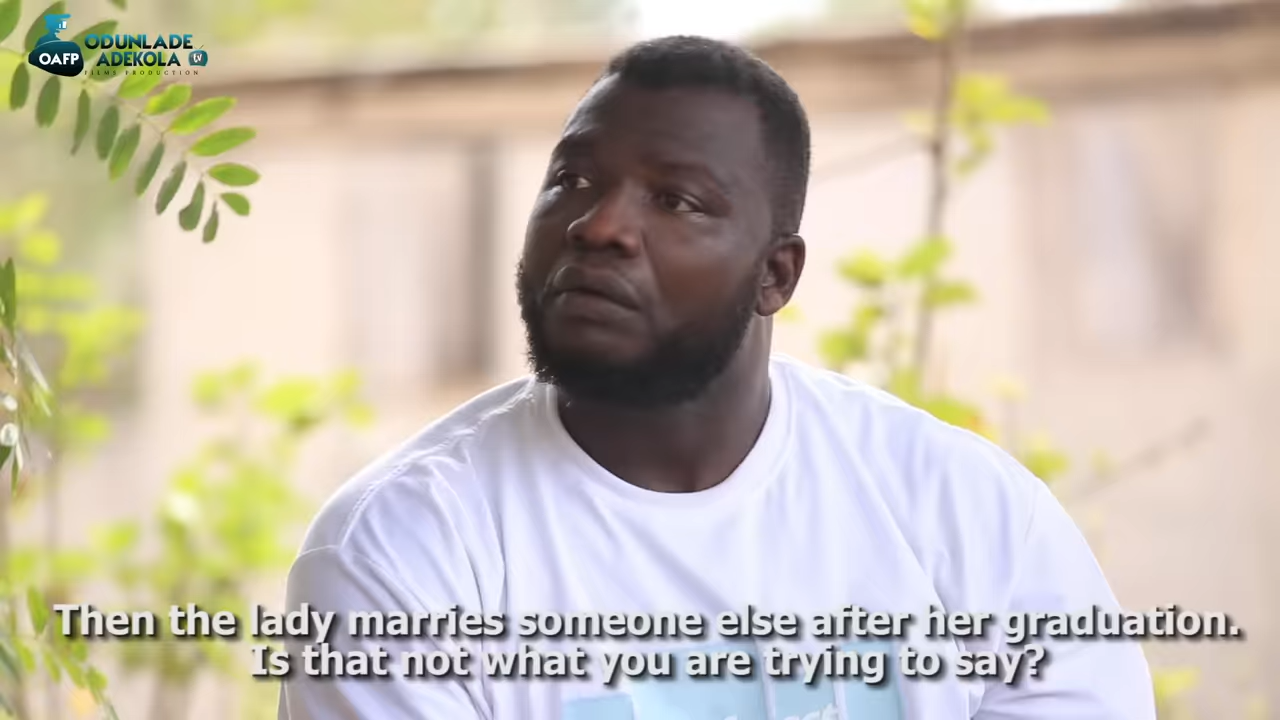 OAFP
ODUNLADE
ADEKOLA TV
FILMS PRODUCTION
Then the lady marries someone else after her graduation.
Is that not what you are trying to say?